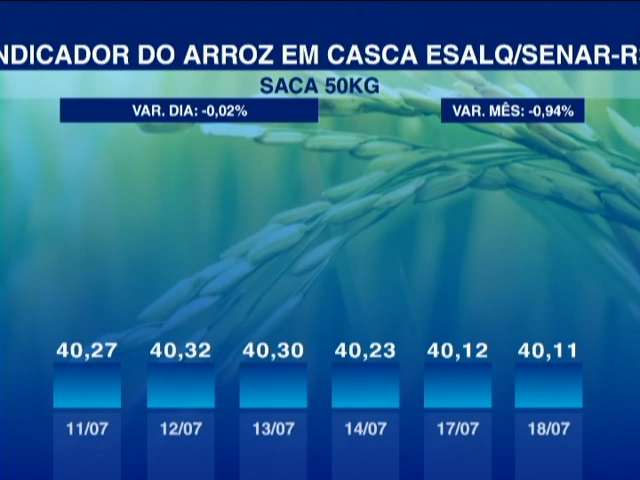 NDICADOR DO ARROZ EM CASCA ESALQ/SENAR-R
SACA 50KG
VAR. DIA: -0,02% VAR. MÊS: -0,94%
40,27 40,32 40,30 40,23 40,12 40,11
11/07 12/07 13/07 14/07 17/07 18/07